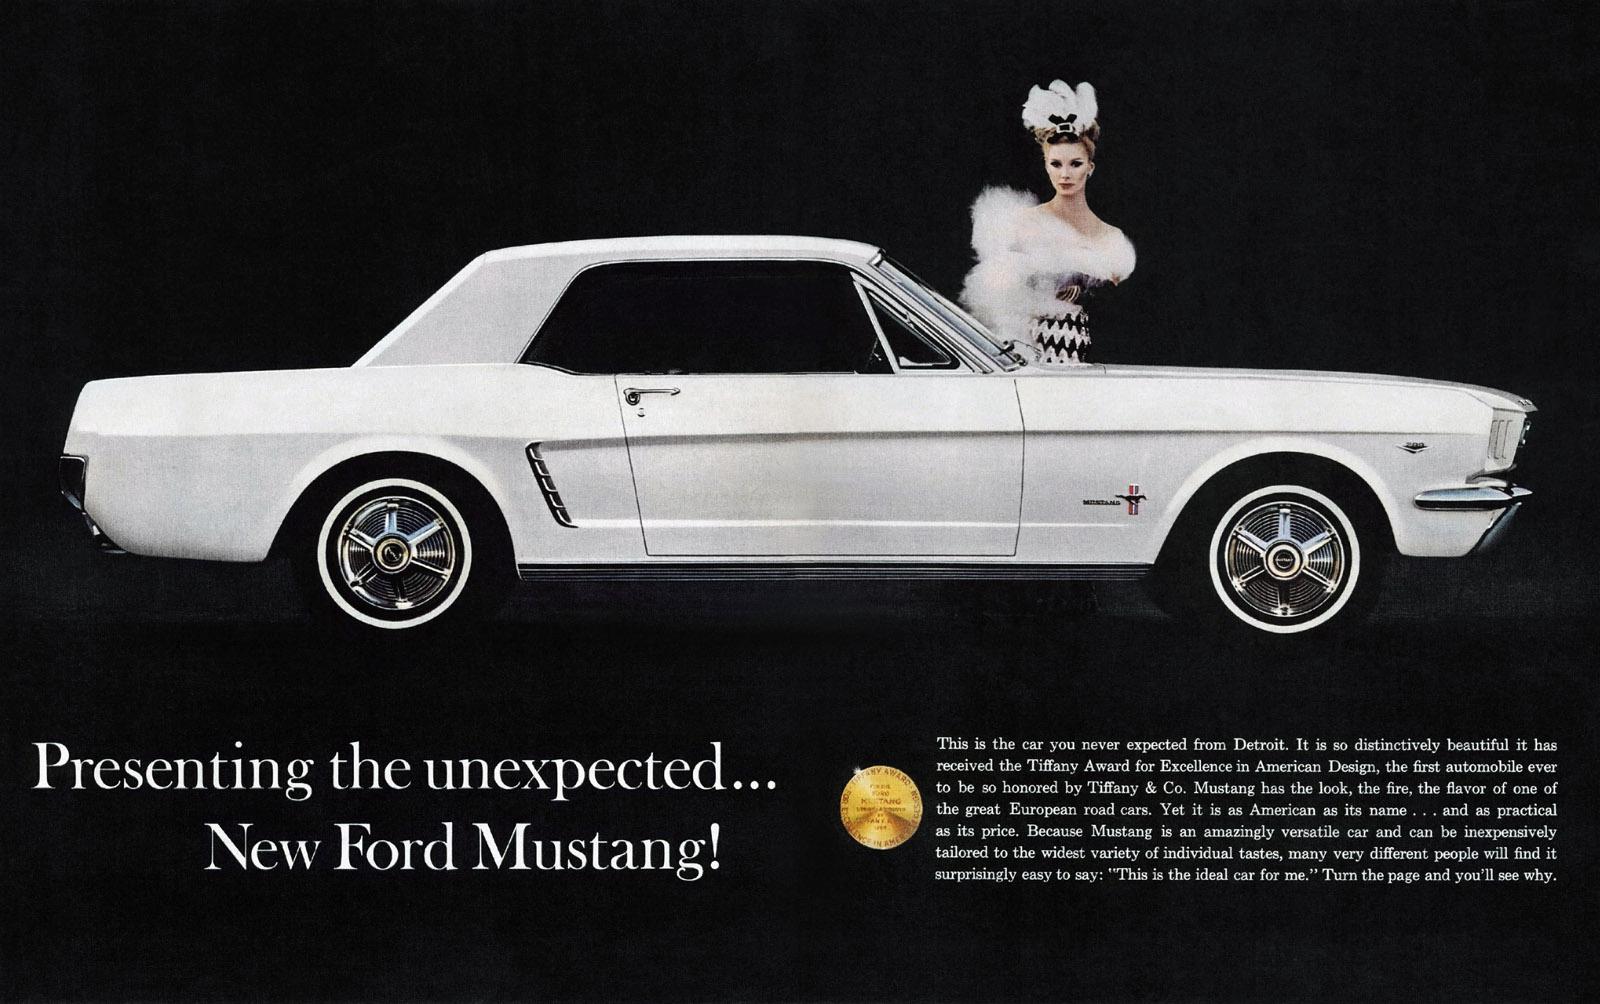 Presenting the unexpected...
New Ford Mustang!
This is the car you never expected from Detroit. It is so distinctively beautiful it has
received the Tiffany Award for Excellence in American Design, the first automobile ever
to be so honored by Tiffany & Co. Mustang has the look, the fire, the flavor of one of
the great European road cars. Yet it is as American as its name . . . and as practical
as its price. Because Mustang is an amazingly versatile car and can be inexpensively
tailored to the widest variety of individual tastes, many very different people will find it
surprisingly easy to say: "This is the ideal car for me." Turn the page and you'll see why.
MUSTANG
289
TIFFANY AWARD
FORD
MUSTANG